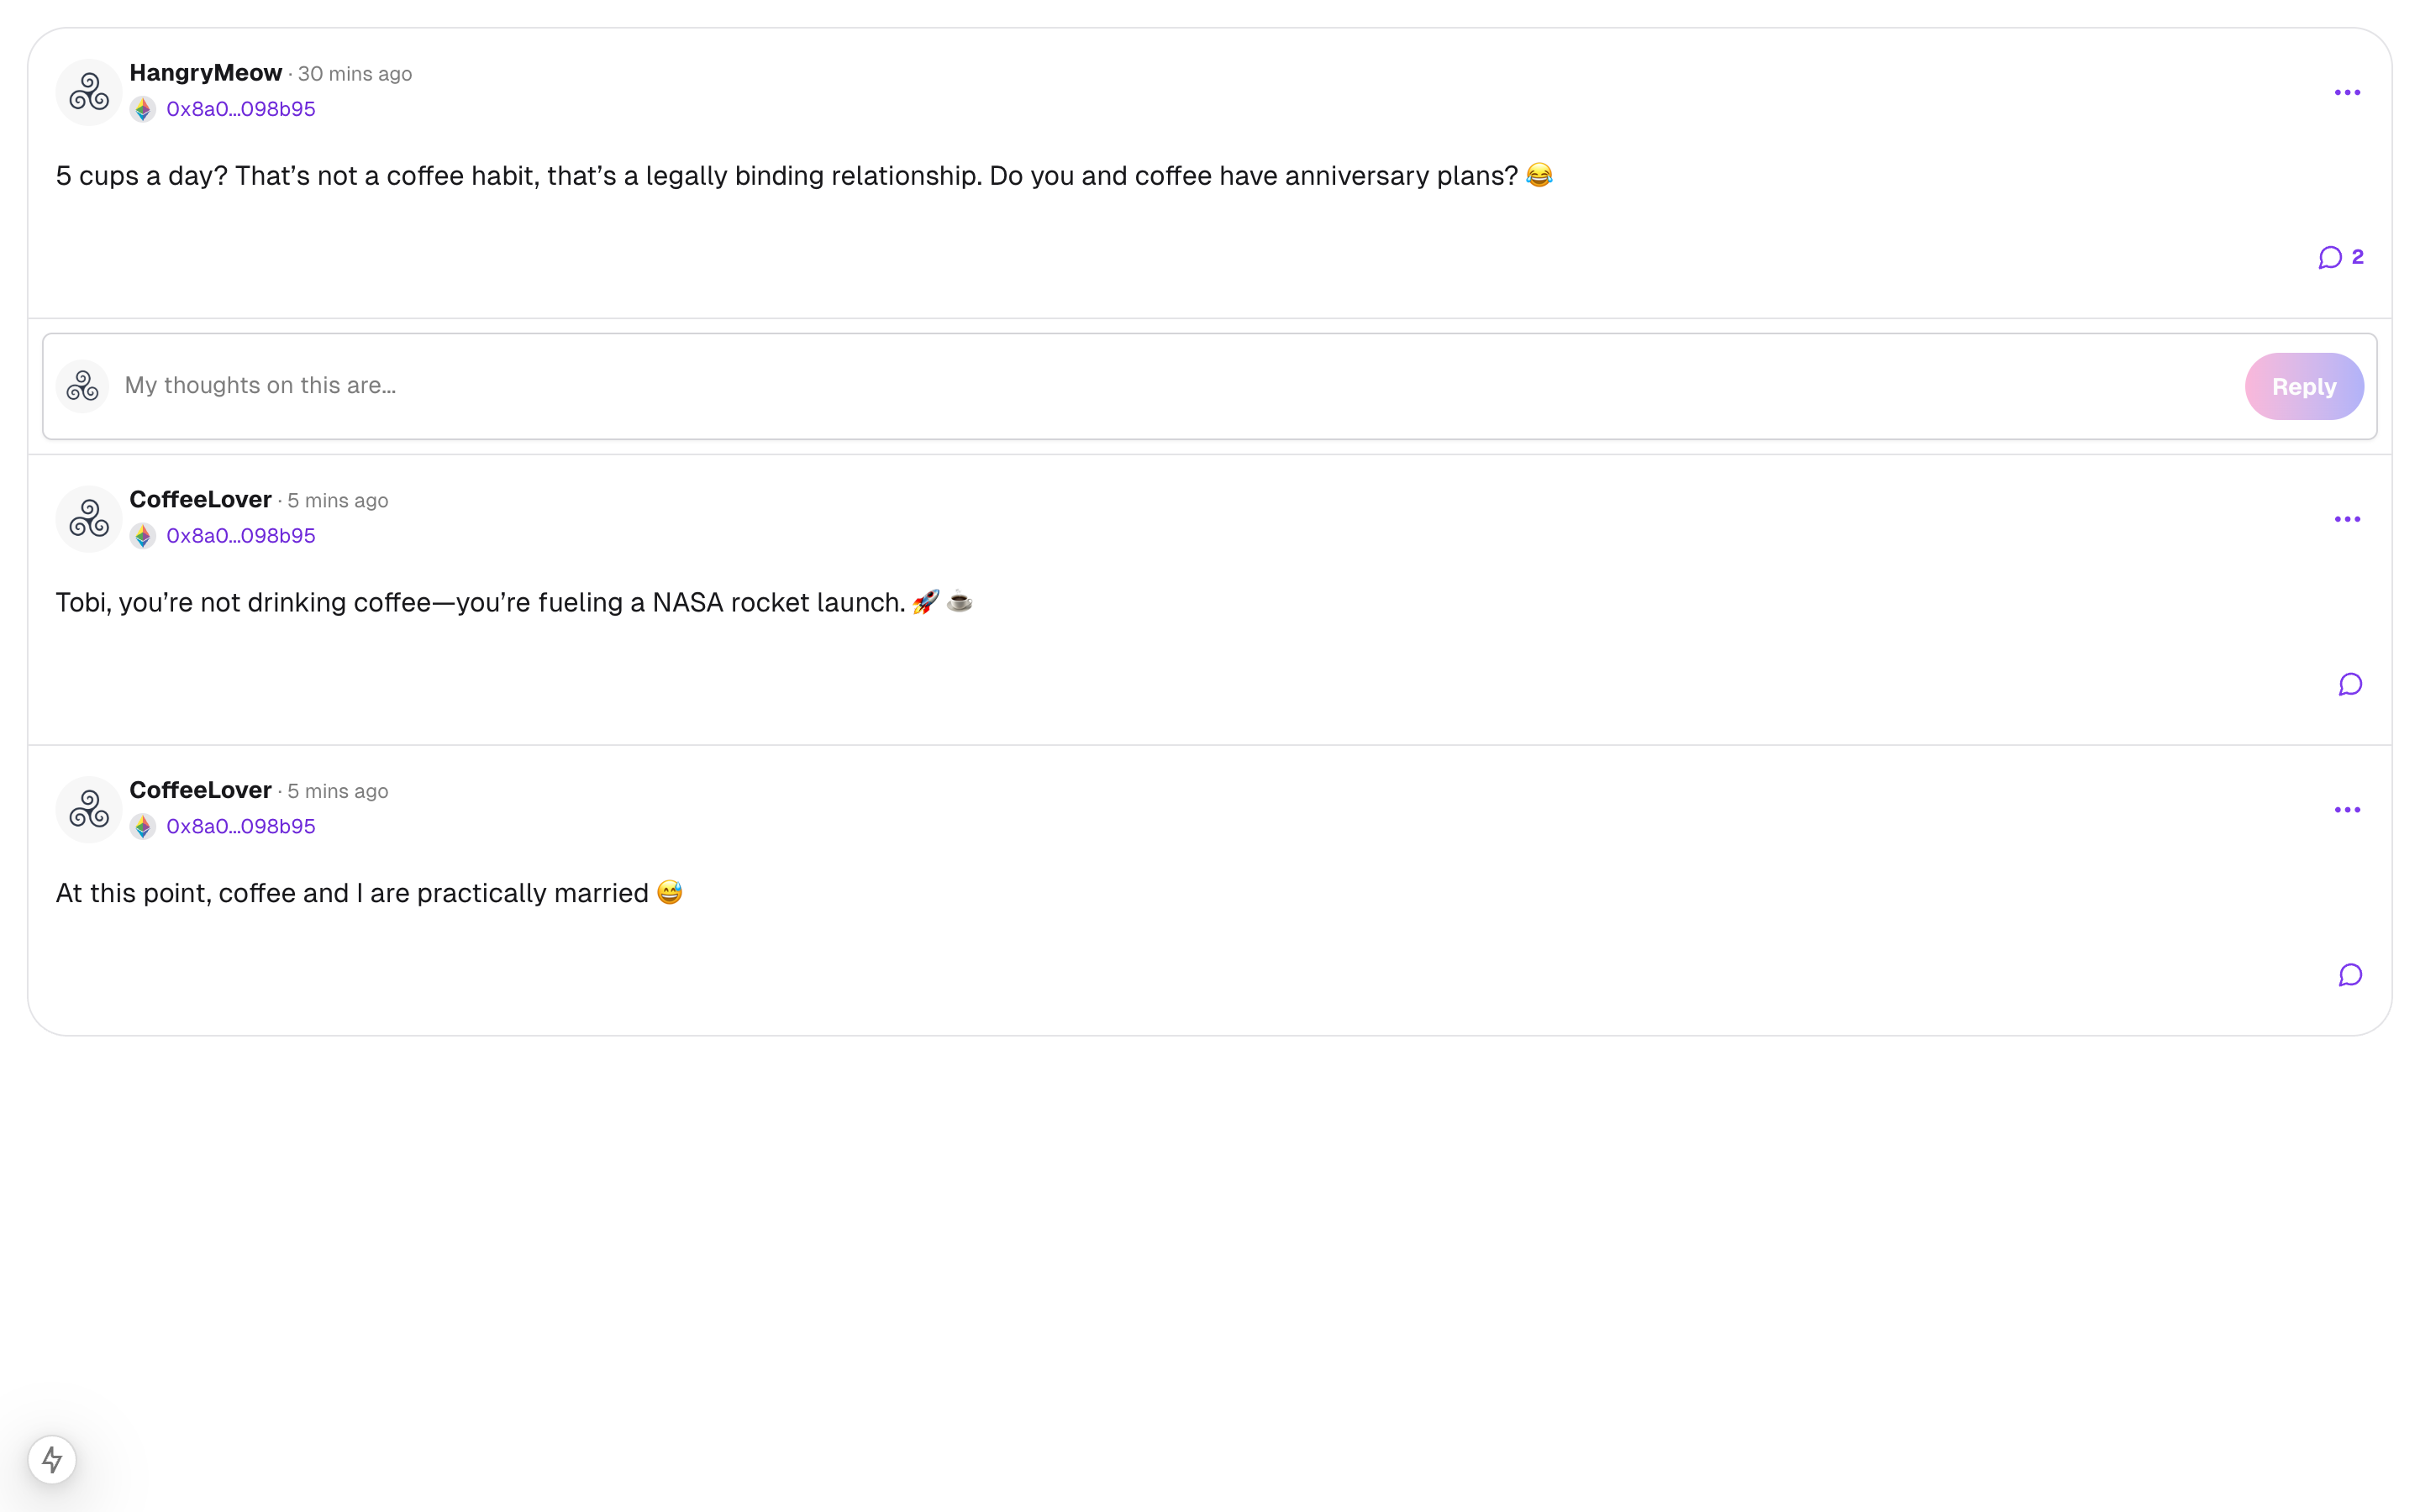 HangryMeow · 30 mins ago
0x8a0...098b95
5 cups a day? That’s not a coffee habit, that’s a legally binding relationship. Do you and coffee have anniversary plans? 😂
2
My thoughts on this are...
Reply
CoffeeLover · 5 mins ago
0x8a0...098b95
Tobi, you’re not drinking coffee—you’re fueling a NASA rocket launch. 🚀 ☕
CoffeeLover · 5 mins ago
0x8a0...098b95
At this point, coffee and I are practically married 😅